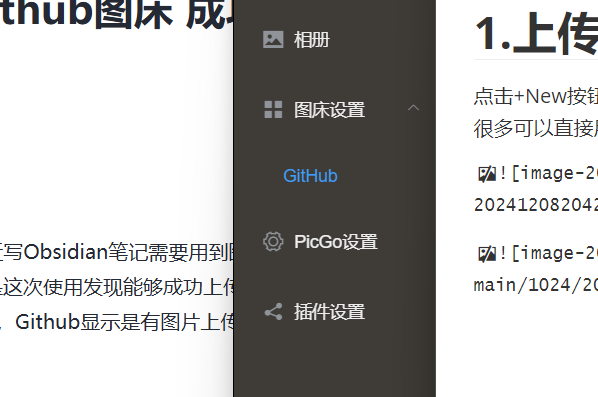 thub图床 成
写Obsidian笔记需要用到
这次使用发现能够成功上传
，Github显示是有图片上传
相册
图床设置
GitHub
PicGo设置
插件设置
1.上传
点击+New按钮
很多可以直接
![image-20
202412082042
![image-20
main/1024/20